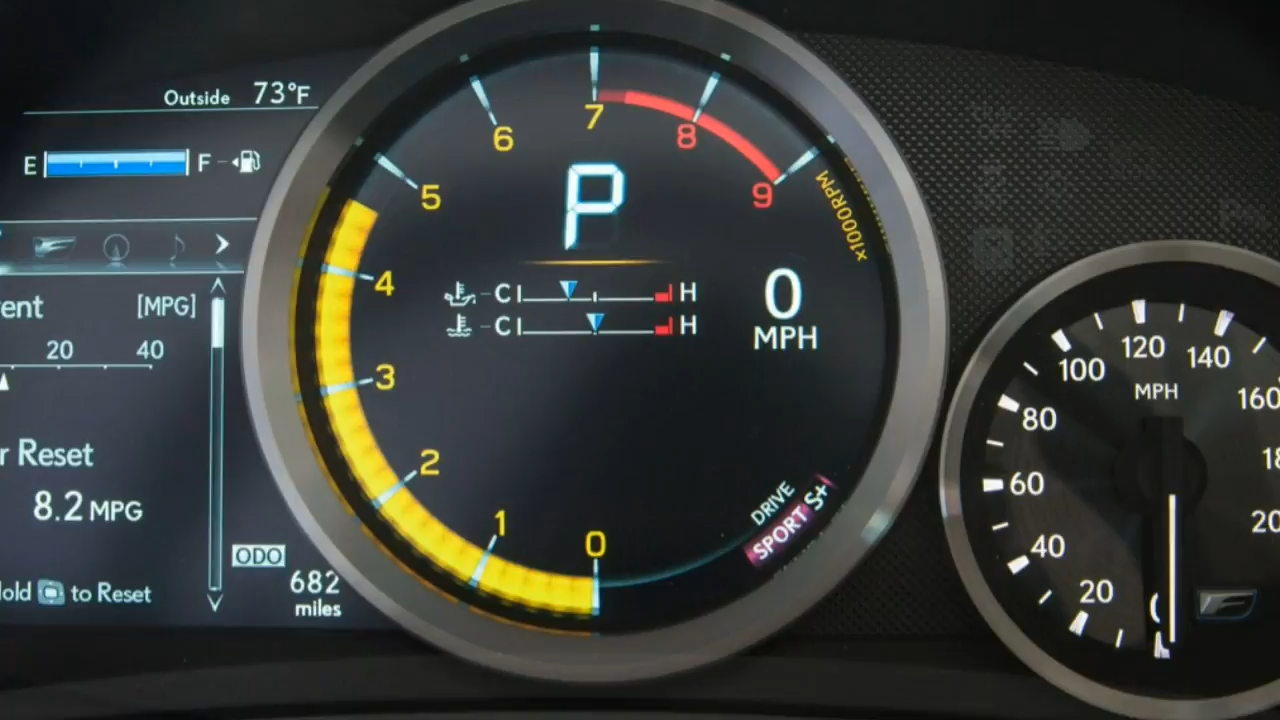 Outside 73°F
E F
ent [MPG]
20 40
r Reset
8.2 MPG
ODO
682
miles
old to Reset
0
1
2
3
4
5
6
7
8
9
x1000RPM
P
C H
C H
0
MPH
DRIVE
SPORT S+
20
40
60
80
100
120
140
160
MPH
F